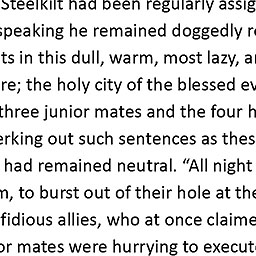 Steelkilt had been regularly assig
speaking he remained doggedly r
ts in this dull, warm, most lazy, a
re; the holy city of the blessed ev
three junior mates and the four h
erking out such sentences as thes
had remained neutral. “All night
m, to burst out of their hole at the
fidious allies, who at once claime
or mates were hurrying to execut